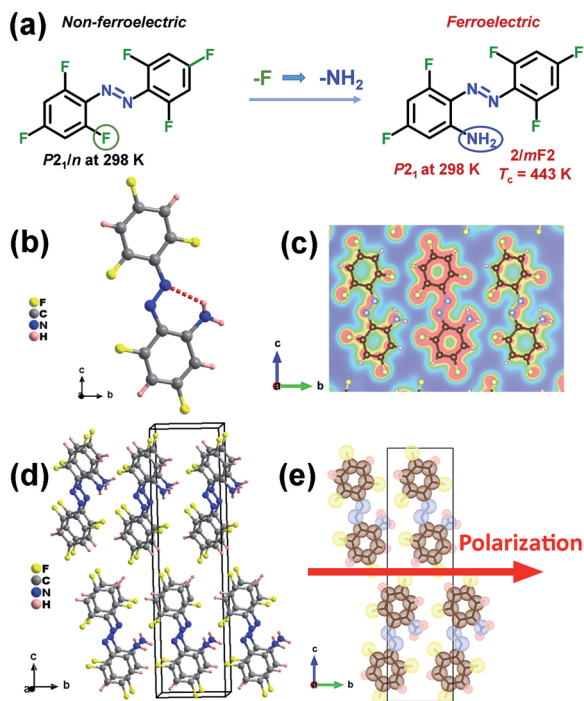 (a) Non-ferroelectric Ferroelectric
F F F
F N=N F
F F
-F → -NH₂
F F F
F N=N F
NH₂
P2₁/n at 298 K
P2₁ at 298 K
2/mF2
Tc = 443 K
(b)
F
C
N
H
c
b
(c)
c
a
b
(d)
F
C
N
H
c
a
b
(e)
Polarization
c
a
b